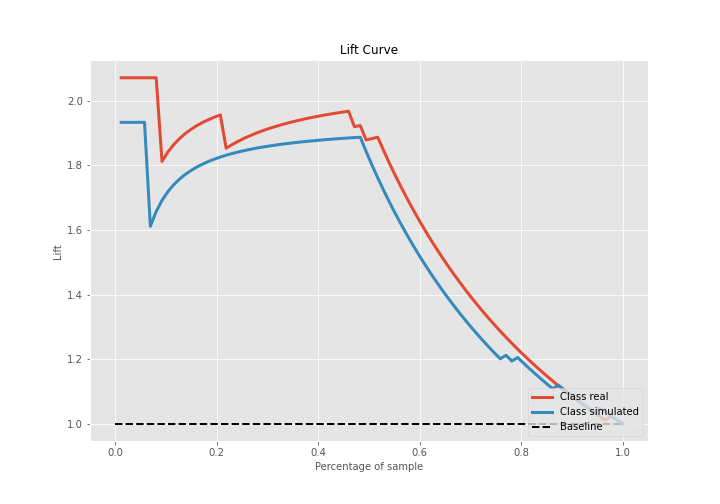 Lift Curve
Lift
2.0
1.8
1.6
1.4
1.2
1.0
Class real
Class simulated
Baseline
0.0 0.2 0.4 0.6 0.8 1.0
Percentage of sample